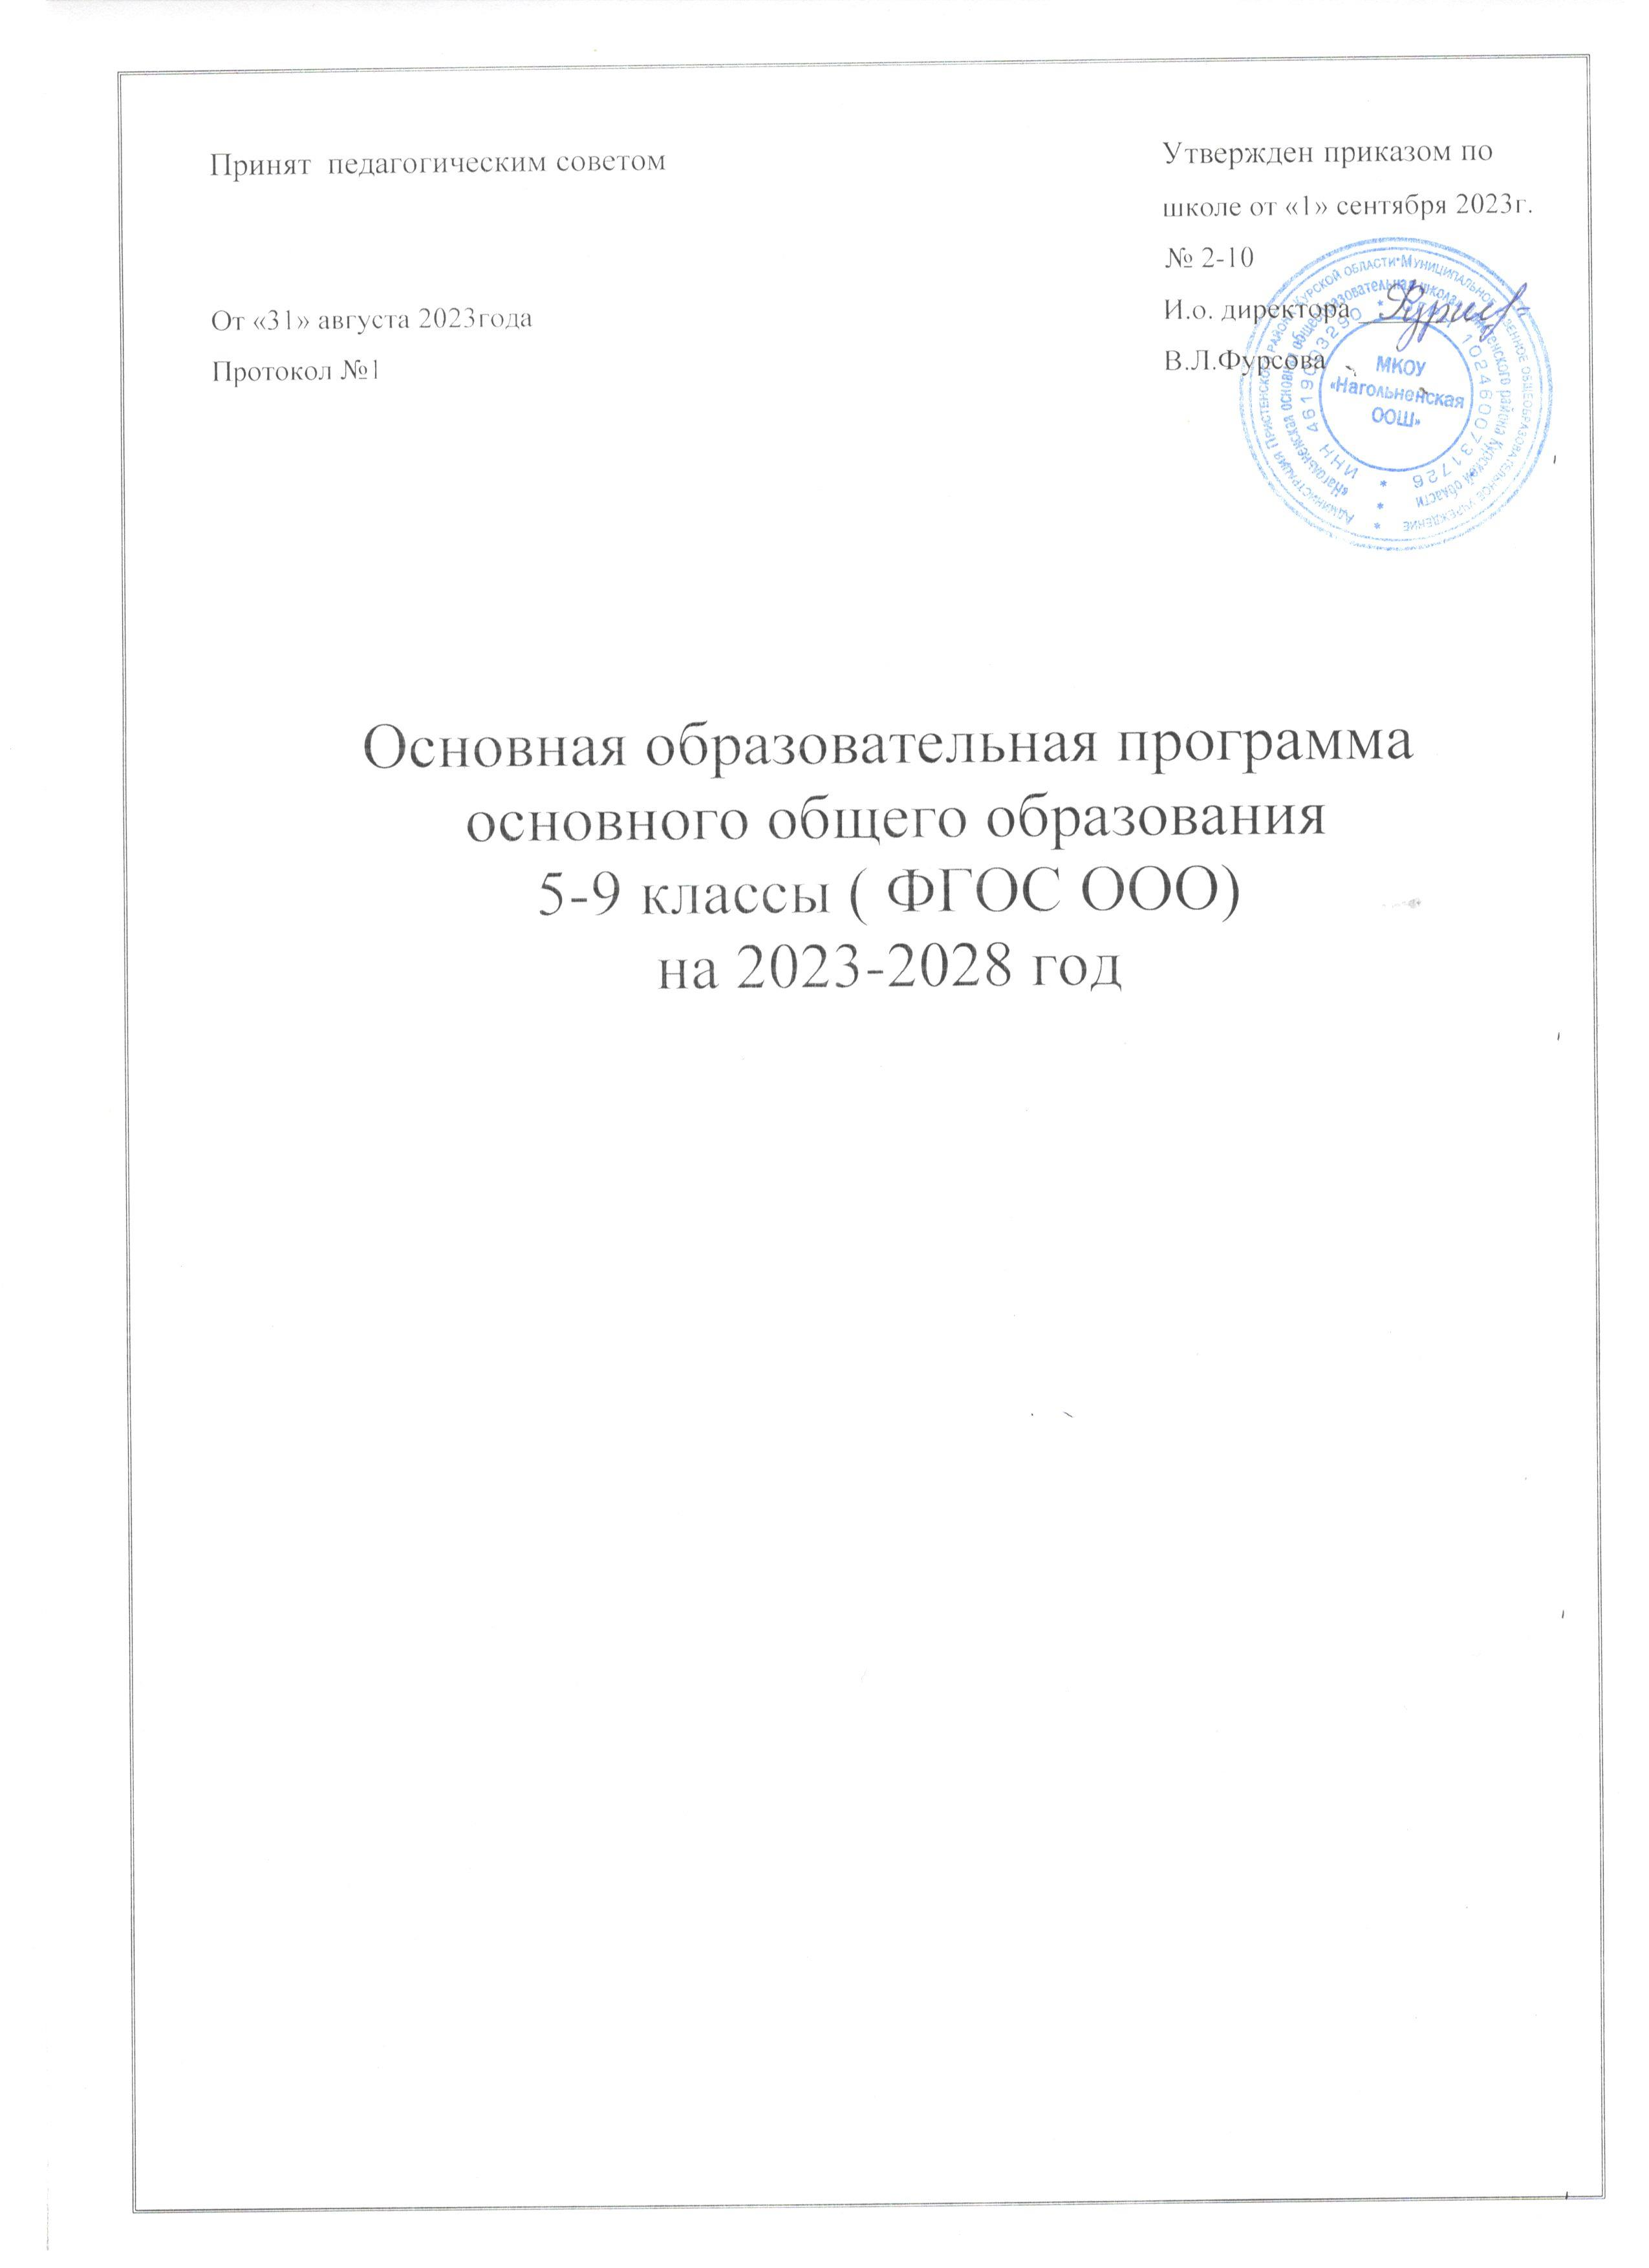 Принят педагогическим советом
От «31» августа 2023года
Протокол №1
Утвержден приказом по
школе от «1» сентября 2023г.
№ 2-10
И.о. директора
В.Л.Фурсова
МКОУ
«Нагольненская
ООШ»
Основная образовательная программа
основного общего образования
5-9 классы ( ФГОС ООО)
на 2023-2028 год